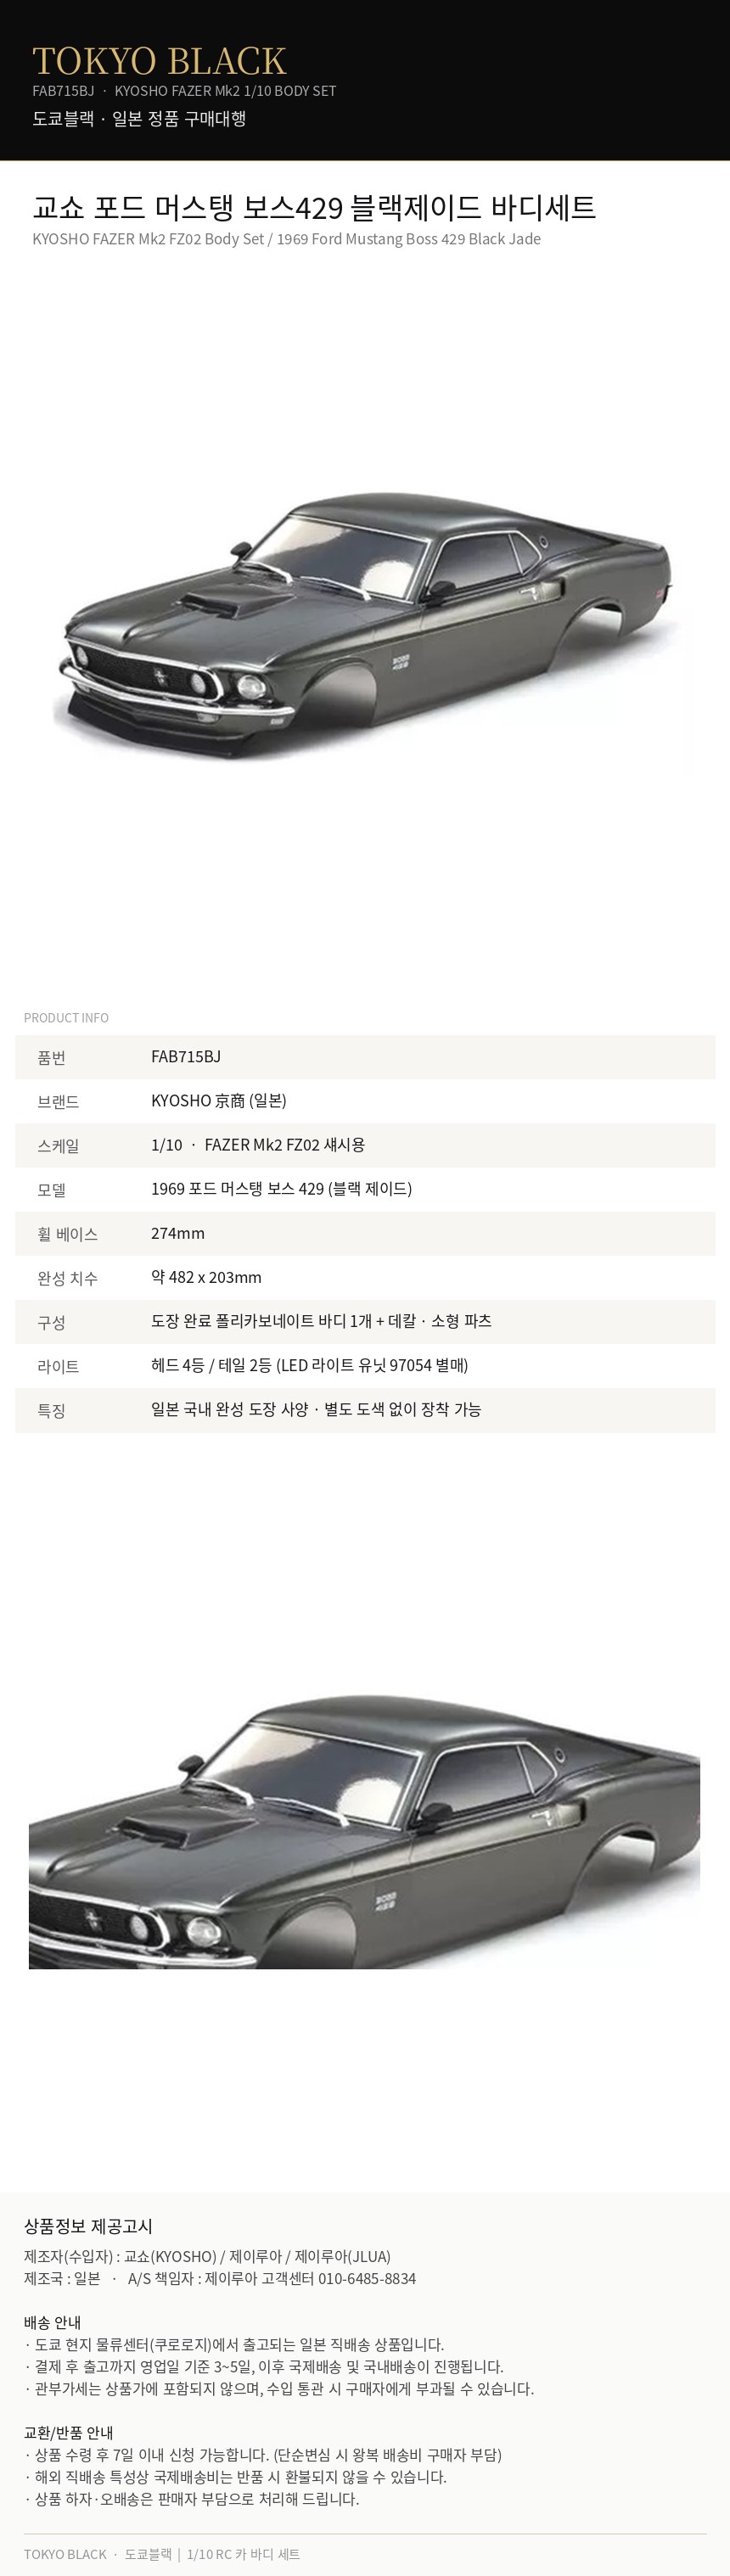 TOKYO BLACK
FAB715BJ · KYOSHO FAZER Mk2 1/10 BODY SET
도쿄블랙 · 일본 정품 구매대행
교쇼 포드 머스탱 보스429 블랙제이드 바디세트
KYOSHO FAZER Mk2 FZ02 Body Set / 1969 Ford Mustang Boss 429 Black Jade
PRODUCT INFO
품번 FAB715BJ
브랜드 KYOSHO 京商 (일본)
스케일 1/10 · FAZER Mk2 FZ02 섀시용
모델 1969 포드 머스탱 보스 429 (블랙 제이드)
휠 베이스 274mm
완성 치수 약 482 x 203mm
구성 도장 완료 폴리카보네이트 바디 1개 + 데칼 · 소형 파츠
라이트 헤드 4등 / 테일 2등 (LED 라이트 유닛 97054 별매)
특징 일본 국내 완성 도장 사양 · 별도 도색 없이 장착 가능
상품정보 제공고시
제조자(수입자) : 교쇼(KYOSHO) / 제이루아 / 제이루아(JLUA)
제조국 : 일본 · A/S 책임자 : 제이루아 고객센터 010-6485-8834
배송 안내
· 도쿄 현지 물류센터(쿠로로지)에서 출고되는 일본 직배송 상품입니다.
· 결제 후 출고까지 영업일 기준 3~5일, 이후 국제배송 및 국내배송이 진행됩니다.
· 관부가세는 상품가에 포함되지 않으며, 수입 통관 시 구매자에게 부과될 수 있습니다.
교환/반품 안내
· 상품 수령 후 7일 이내 신청 가능합니다. (단순변심 시 왕복 배송비 구매자 부담)
· 해외 직배송 특성상 국제배송비는 반품 시 환불되지 않을 수 있습니다.
· 상품 하자·오배송은 판매자 부담으로 처리해 드립니다.
TOKYO BLACK · 도쿄블랙 | 1/10 RC 카 바디 세트